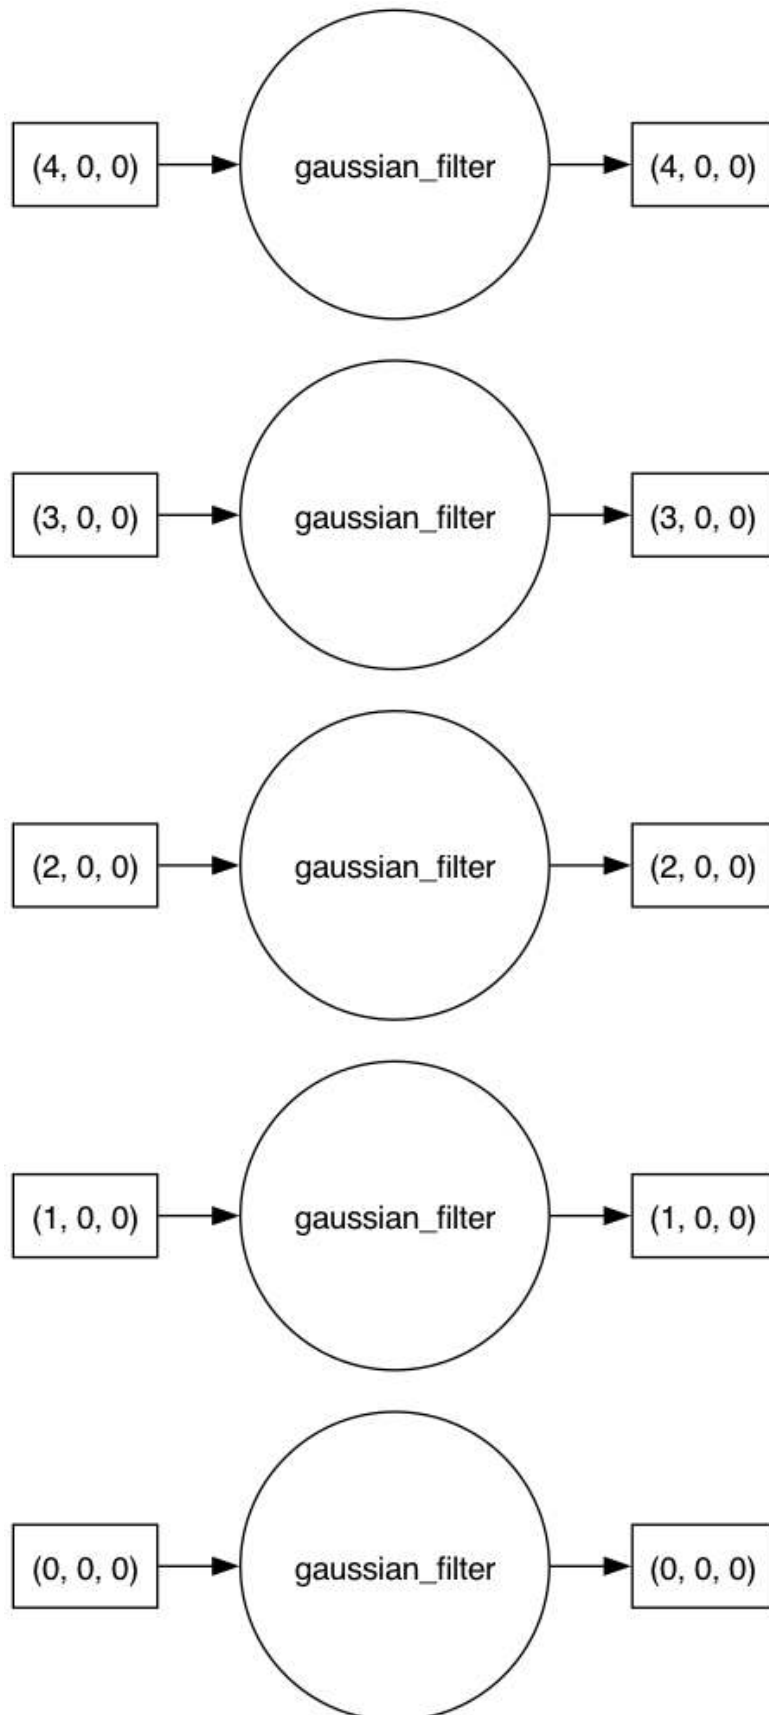 (4, 0, 0) gaussian_filter (4, 0, 0)
(3, 0, 0) gaussian_filter (3, 0, 0)
(2, 0, 0) gaussian_filter (2, 0, 0)
(1, 0, 0) gaussian_filter (1, 0, 0)
(0, 0, 0) gaussian_filter (0, 0, 0)